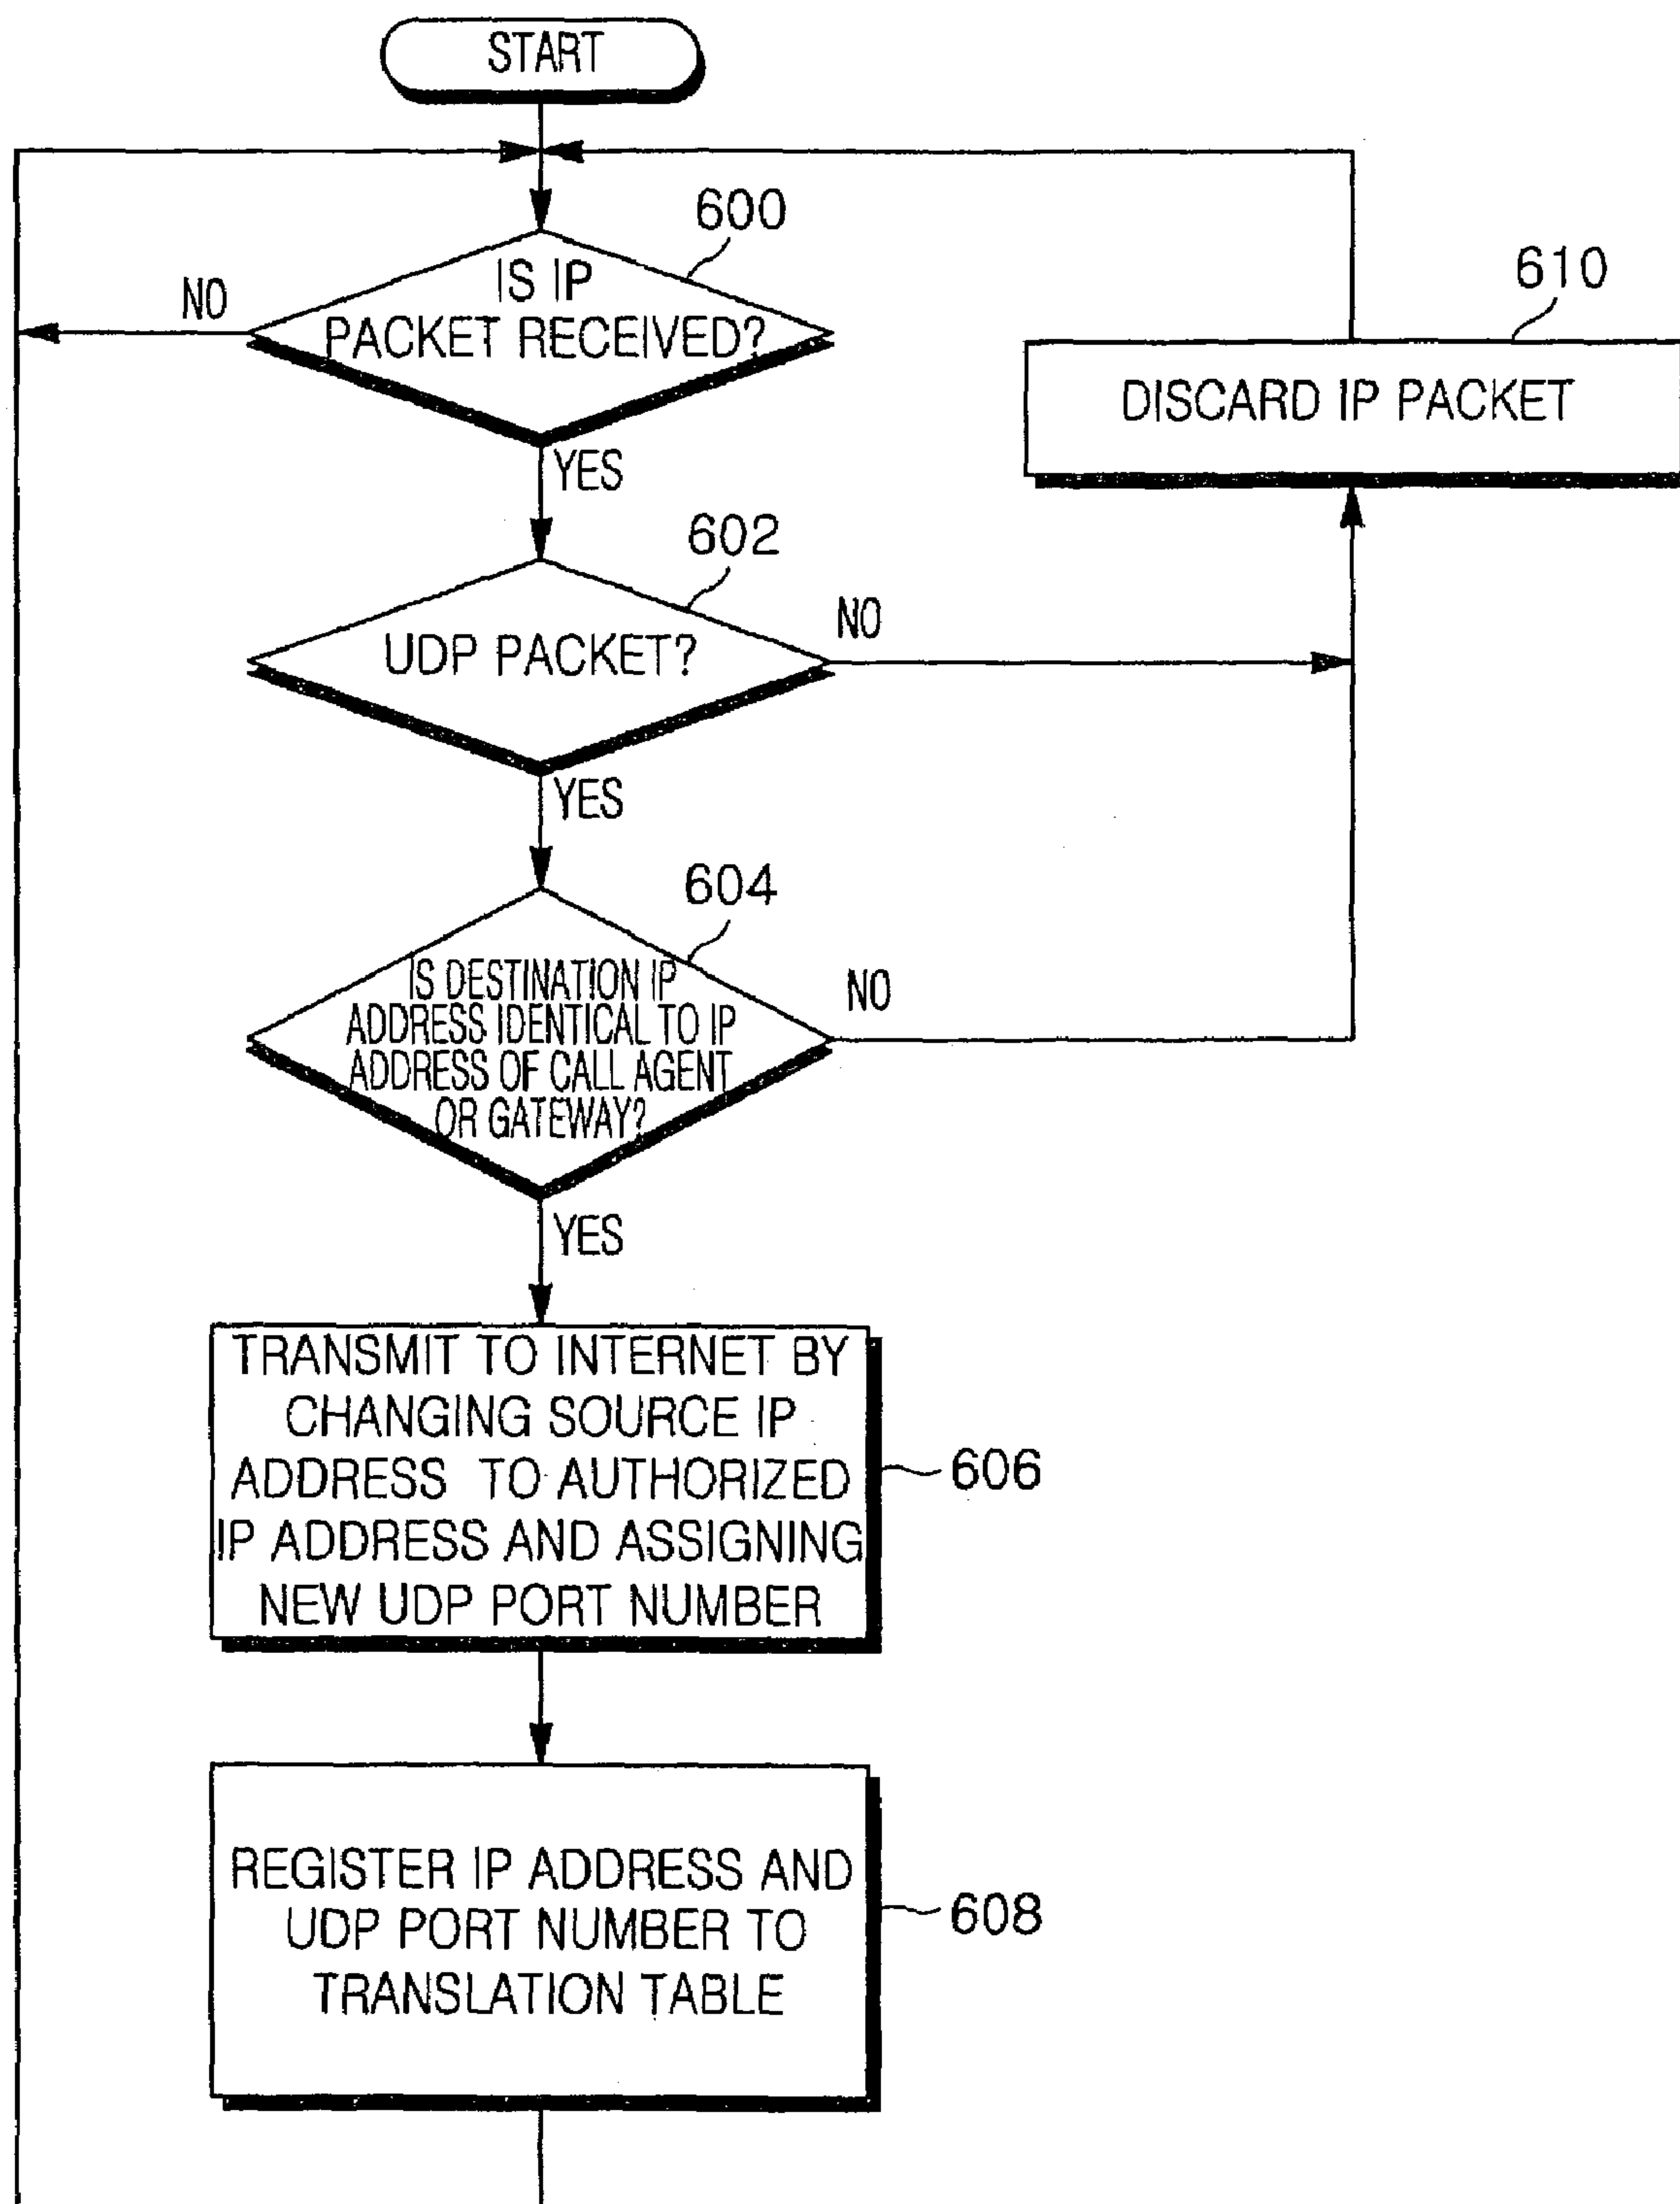 START
600
IS IP
PACKET RECEIVED?
NO
YES
610
DISCARD IP PACKET
602
UDP PACKET?
NO
YES
604
IS DESTINATION IP
ADDRESS IDENTICAL TO IP
ADDRESS OF CALL AGENT
OR GATEWAY?
NO
YES
TRANSMIT TO INTERNET BY
CHANGING SOURCE IP
ADDRESS TO AUTHORIZED
IP ADDRESS AND ASSIGNING
NEW UDP PORT NUMBER
606
REGISTER IP ADDRESS AND
UDP PORT NUMBER TO
TRANSLATION TABLE
608